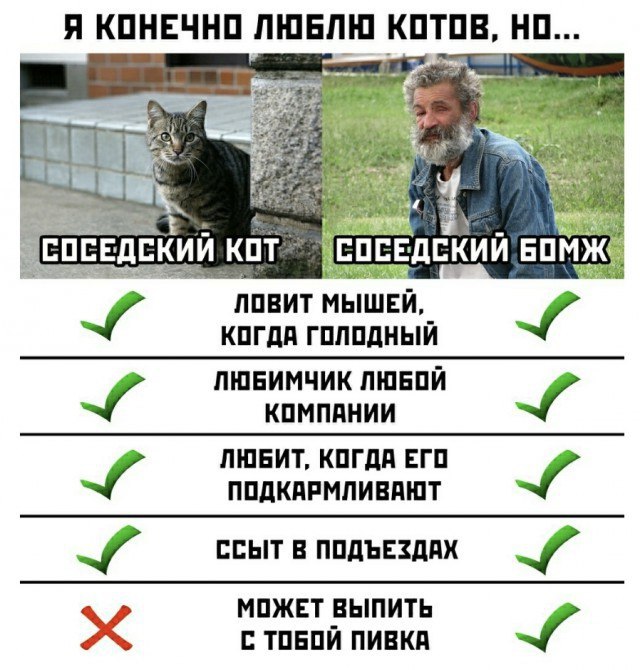 Я КОНЕЧНО ЛЮБЛЮ КОТОВ, НО...
СОСЕДСКИЙ КОТ
СОСЕДСКИЙ БОМЖ
ЛОВИТ МЫШЕЙ,
КОГДА ГОЛОДНЫЙ
ЛЮБИМЧИК ЛЮБОЙ
КОМПАНИИ
ЛЮБИТ, КОГДА ЕГО
ПОДКАРМЛИВАЮТ
ССЫТ В ПОДЪЕЗДАХ
МОЖЕТ ВЫПИТЬ
С ТОБОЙ ПИВКА